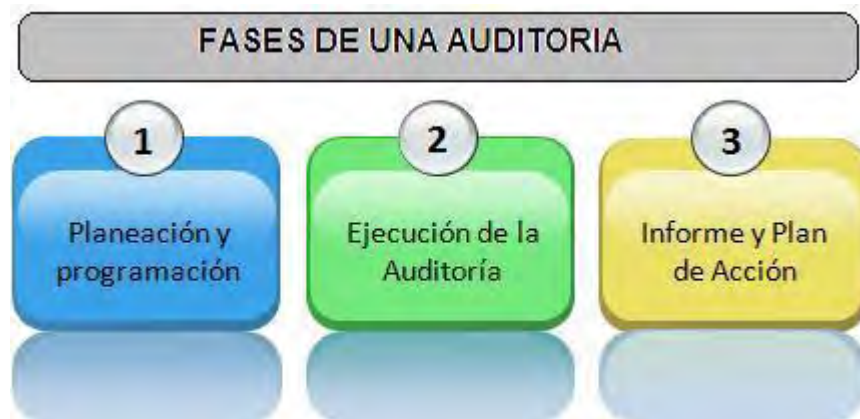 FASES DE UNA AUDITORIA
1
Planeación y
programación
2
Ejecución de la
Auditoría
3
Informe y Plan
de Acción